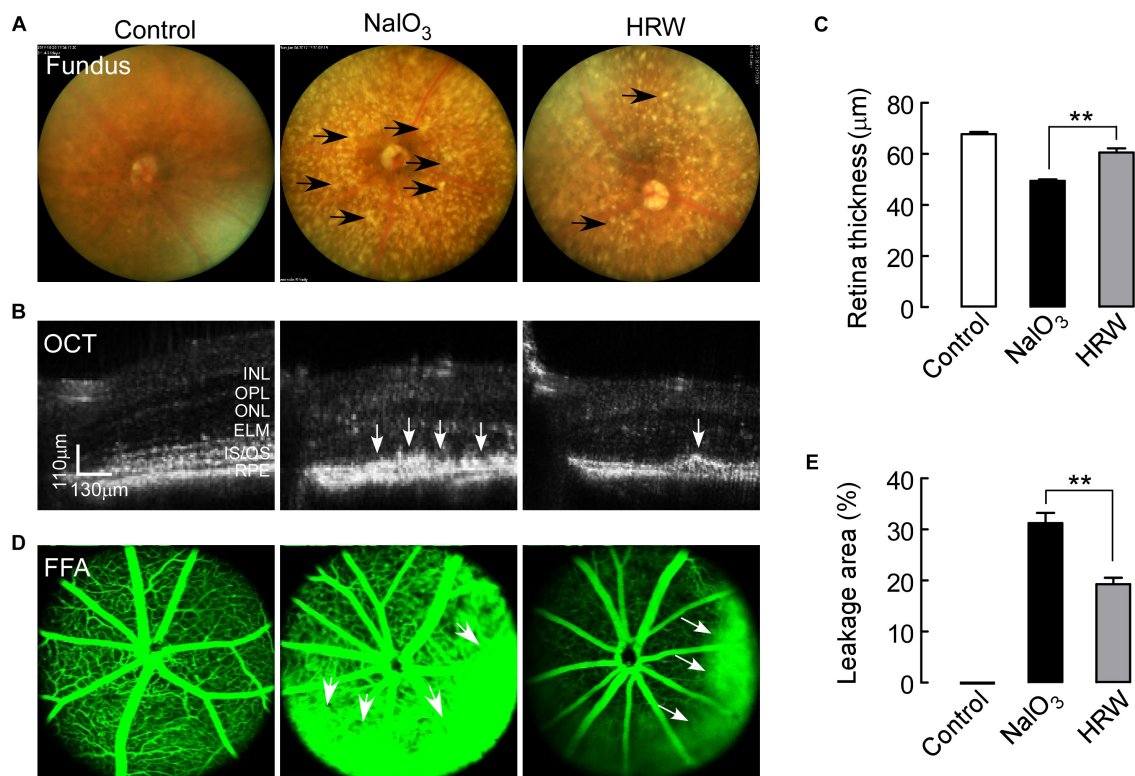 A
Control
NaIO3
HRW
Fundus
B
OCT
INL
OPL
ONL
ELM
IS/OS
RPE
110μm
130μm
D
FFA
C
Retina thickness (μm)
80
60
40
20
0
**
Control
NaIO3
HRW
E
Leakage area (%)
40
30
20
10
0
**
Control
NaIO3
HRW